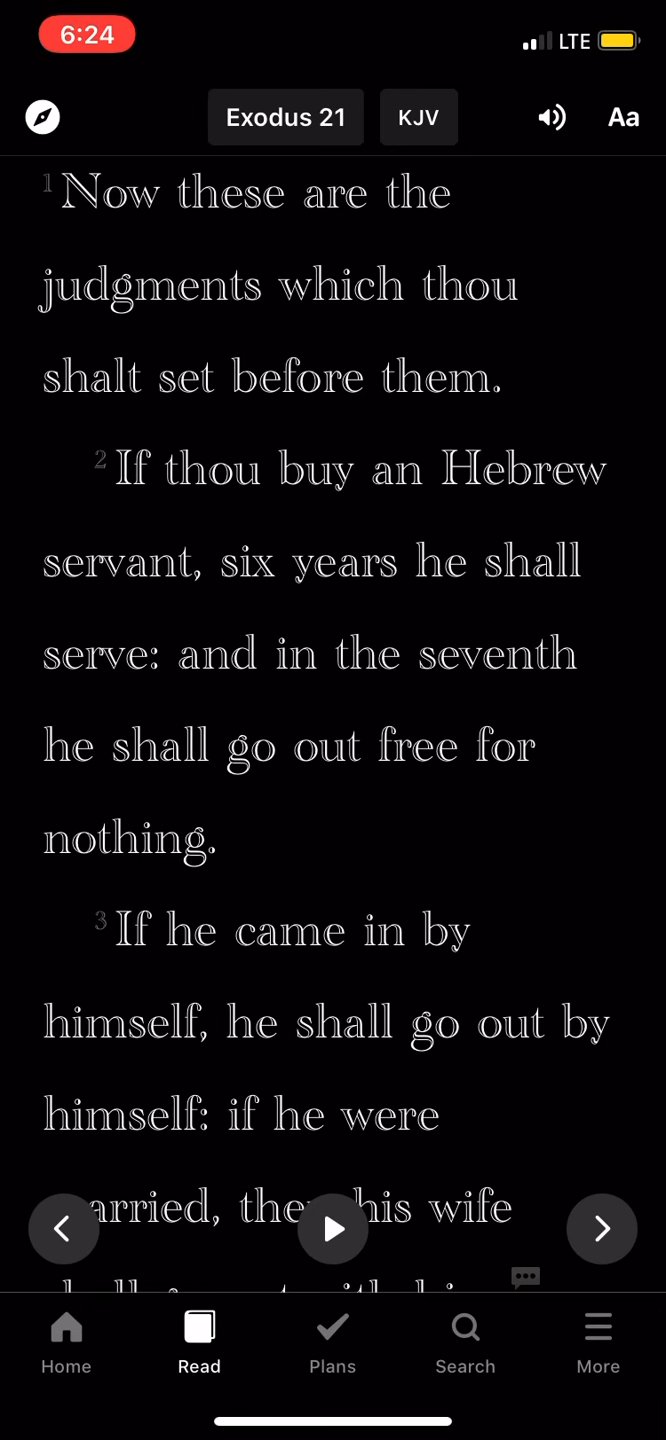 6:24
LTE
Exodus 21
KJV
Aa
1 Now these are the
judgments which thou
shalt set before them.
2 If thou buy an Hebrew
servant, six years he shall
serve: and in the seventh
he shall go out free for
nothing.
3 If he came in by
himself, he shall go out by
himself: if he were
his wife
Home
Read
Plans
Search
More